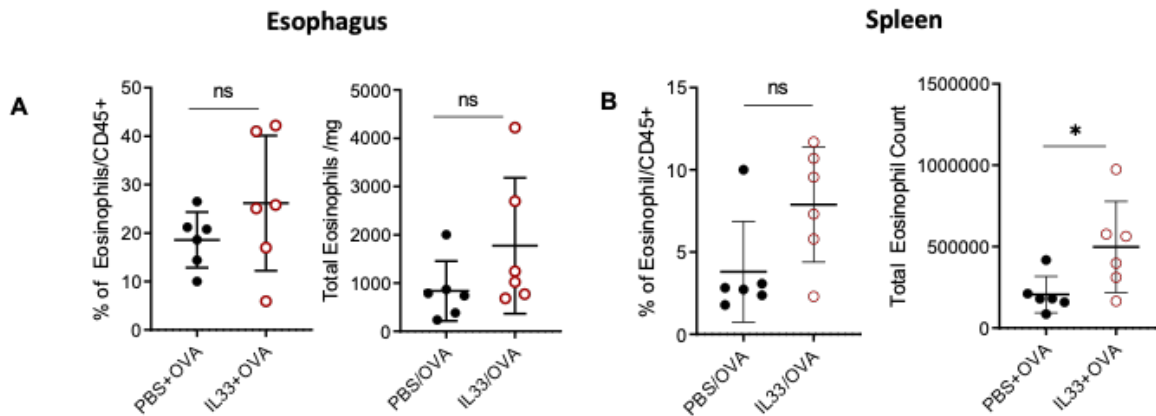 Esophagus
Spleen
A
% of Eosinophils/CD45+
50
40
30
20
10
0
ns
PBS+OVA
IL33+OVA
Total Eosinophils /mg
5000
4000
3000
2000
1000
0
ns
PBS/OVA
IL33/OVA
B
% of Eosinophil/CD45+
15
10
5
0
ns
PBS/OVA
IL33/OVA
Total Eosinophil Count
1500000
1000000
500000
0
*
PBS+OVA
IL33+OVA